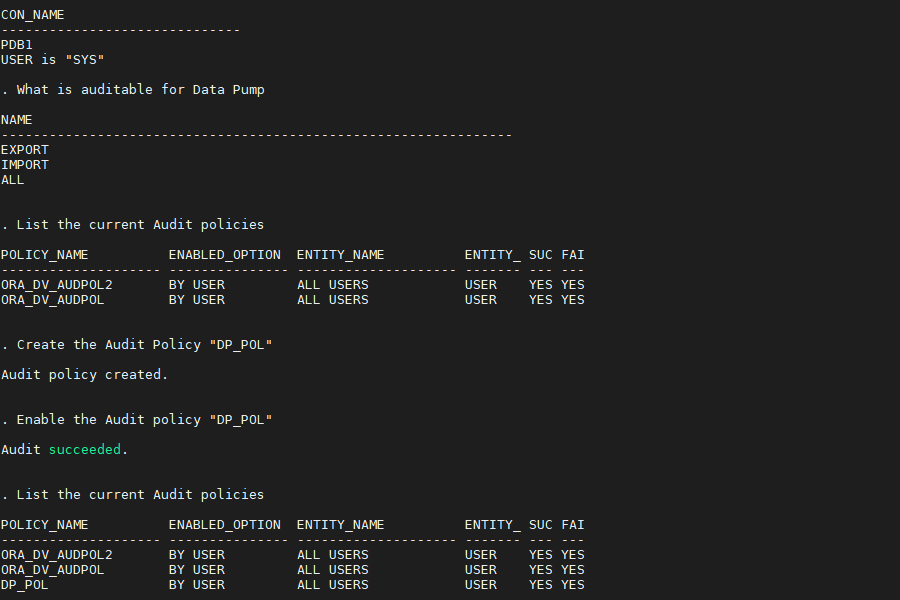 CON_NAME
------------------------------
PDB1
USER is "SYS"
. What is auditable for Data Pump
NAME
----------------------------------------------------------------
EXPORT
IMPORT
ALL
. List the current Audit policies
POLICY_NAME          ENABLED_OPTION  ENTITY_NAME          ENTITY_ SUC FAI
-------------------- --------------- -------------------- ------- --- ---
ORA_DV_AUDPOL2       BY USER         ALL USERS            USER    YES YES
ORA_DV_AUDPOL        BY USER         ALL USERS            USER    YES YES
. Create the Audit Policy "DP_POL"
Audit policy created.
. Enable the Audit policy "DP_POL"
Audit succeeded.
. List the current Audit policies
POLICY_NAME          ENABLED_OPTION  ENTITY_NAME          ENTITY_ SUC FAI
-------------------- --------------- -------------------- ------- --- ---
ORA_DV_AUDPOL2       BY USER         ALL USERS            USER    YES YES
ORA_DV_AUDPOL        BY USER         ALL USERS            USER    YES YES
DP_POL               BY USER         ALL USERS            USER    YES YES